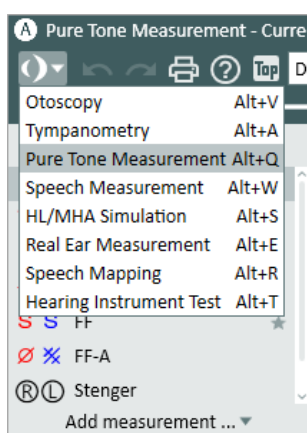 A Pure Tone Measurement - Curre
Top D
Otoscopy Alt+V
Tympanometry Alt+A
Pure Tone Measurement Alt+Q
Speech Measurement Alt+W
HL/MHA Simulation Alt+S
Real Ear Measurement Alt+E
Speech Mapping Alt+R
Hearing Instrument Test Alt+T
S S FF
FF-A
R L Stenger
Add measurement ...